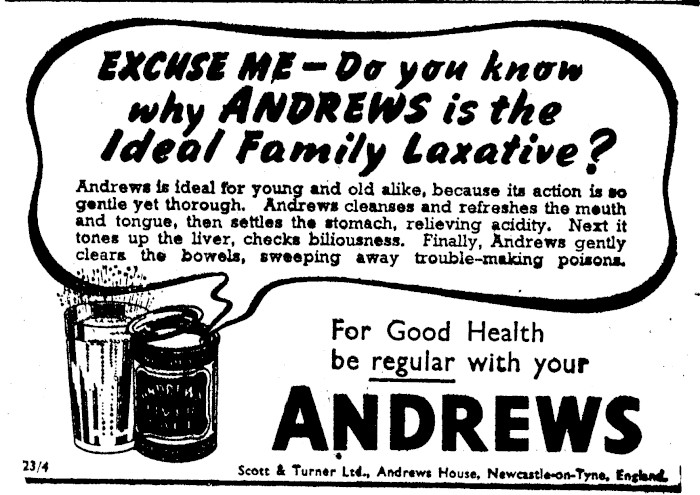 EXCUSE ME — Do you know
why ANDREWS is the
Ideal Family Laxative?
Andrews is ideal for young and old alike, because its action is so
gentle yet thorough. Andrews cleanses and refreshes the mouth
and tongue, then settles the stomach, relieving acidity. Next it
tones up the liver, checks biliousness. Finally, Andrews gently
clears the bowels, sweeping away trouble-making poisons.
ANDREWS
LIVER
SALT
For Good Health
be regular with your
ANDREWS
23/4
Scott & Turner Ltd., Andrews House, Newcastle-on-Tyne, England.